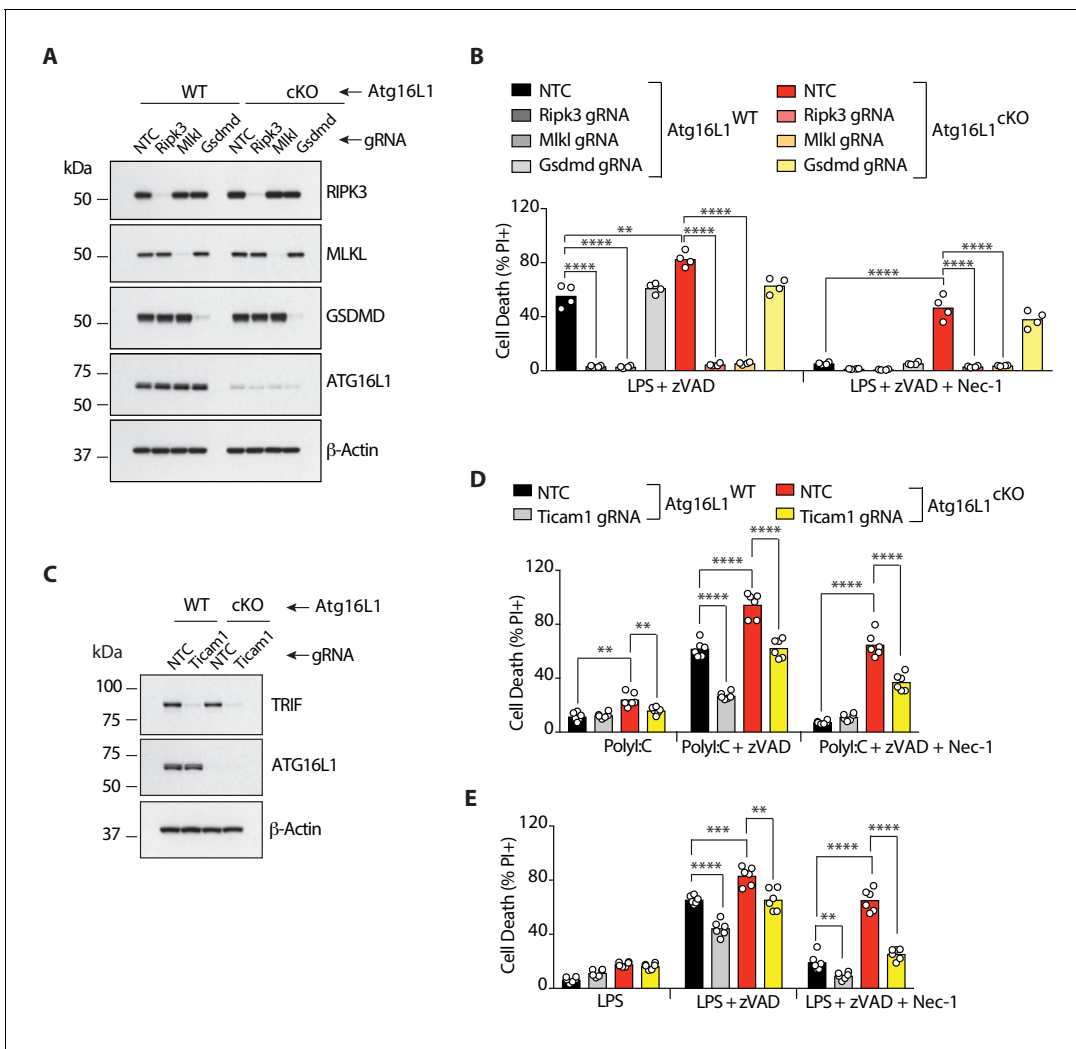 A
WT cKO ← Atg16L1
NTC Ripk3 Mlkl Gsdmd NTC Ripk3 Mlkl Gsdmd ← gRNA
kDa
50 RIPK3
50 MLKL
50 GSDMD
75
50
ATG16L1
37 β-Actin
B
NTC
Ripk3 gRNA
Mlkl gRNA
Gsdmd gRNA
Atg16L1WT
NTC
Ripk3 gRNA
Mlkl gRNA
Gsdmd gRNA
Atg16L1cKO
Cell Death (% PI+)
120
80
40
0
****
****
**
****
****
****
****
****
LPS + zVAD
LPS + zVAD + Nec-1
C
WT cKO ← Atg16L1
NTC Ticam1 NTC Ticam1 ← gRNA
kDa
100
75
TRIF
75
50
ATG16L1
37 β-Actin
D
NTC
Ticam1 gRNA
Atg16L1WT
NTC
Ticam1 gRNA
Atg16L1cKO
Cell Death (% PI+)
120
80
40
0
**
**
****
****
****
****
****
PolyI:C
PolyI:C + zVAD
PolyI:C + zVAD + Nec-1
E
Cell Death (% PI+)
120
80
40
0
****
***
**
**
****
****
LPS
LPS + zVAD
LPS + zVAD + Nec-1